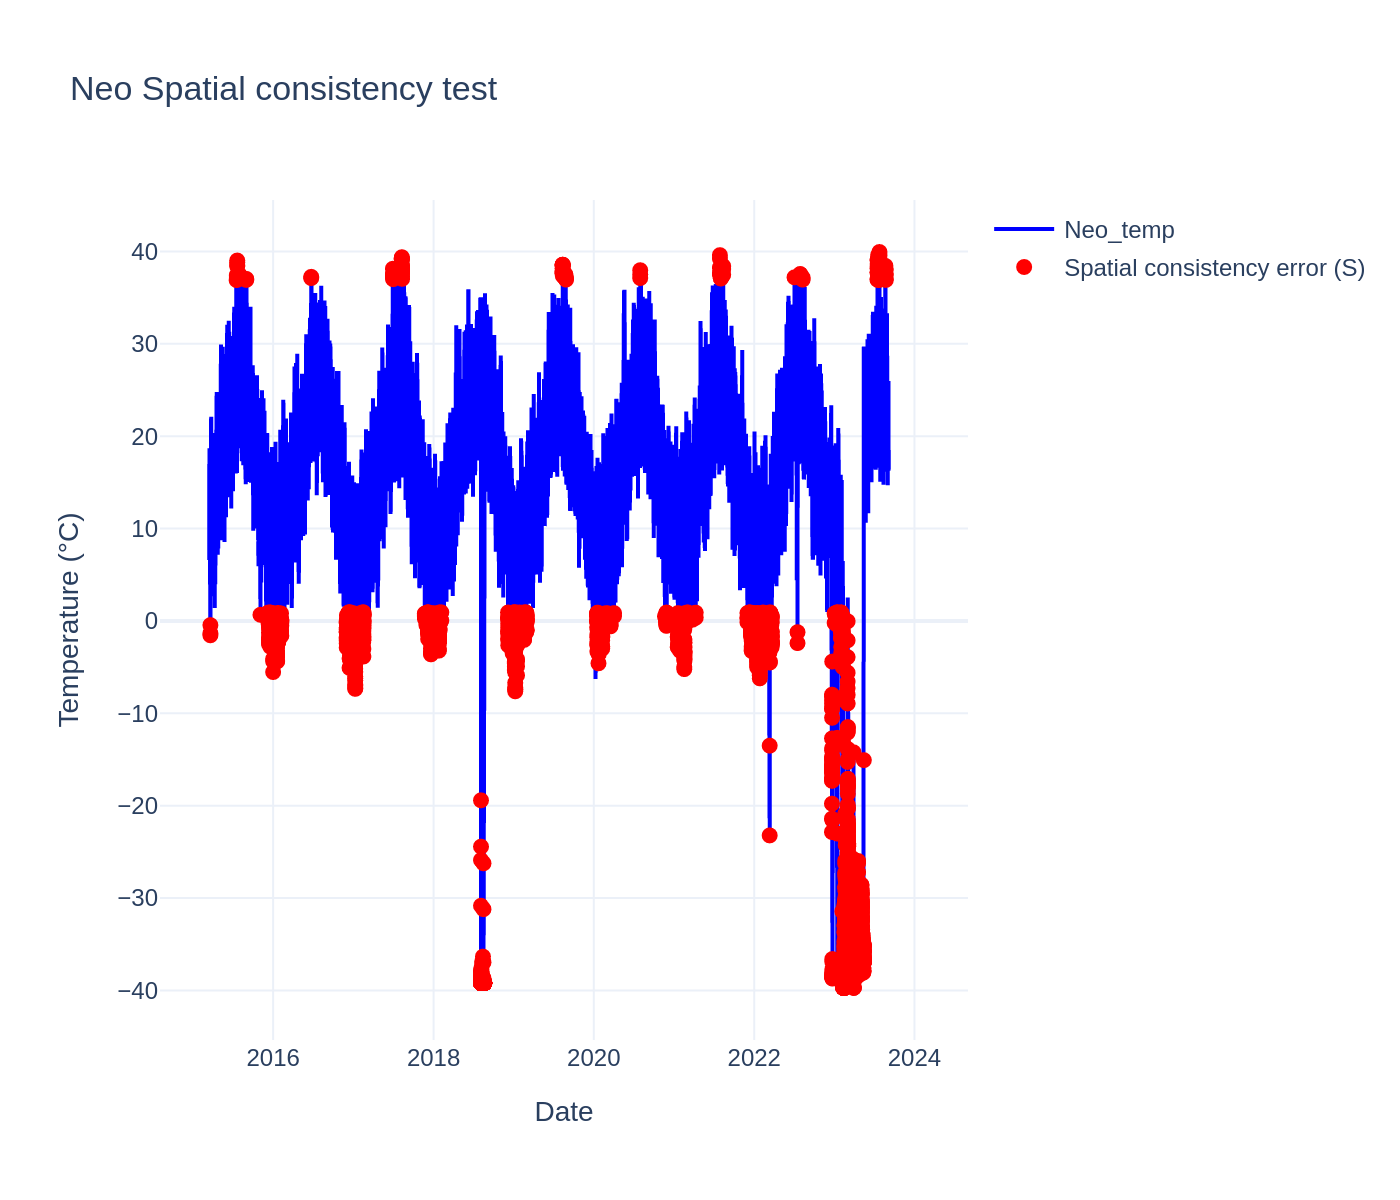 Neo Spatial consistency test
Neo_temp
Spatial consistency error (S)
Temperature (°C)
40
30
20
10
0
−10
−20
−30
−40
2016
2018
2020
2022
2024
Date